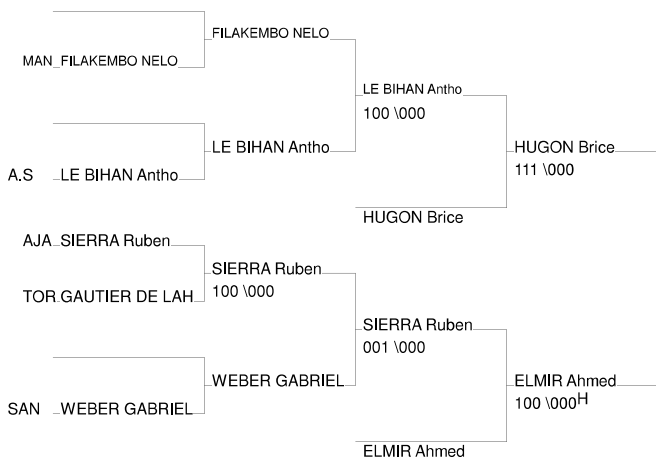 FILAKEMBO NELO
MAN FILAKEMBO NELO
LE BIHAN Antho
100 \000
LE BIHAN Antho
HUGON Brice
111 \000
A.S LE BIHAN Antho
HUGON Brice
AJA SIERRA Ruben
SIERRA Ruben
100 \000
TOR GAUTIER DE LAH
SIERRA Ruben
001 \000
WEBER GABRIEL
ELMIR Ahmed
100 \000H
SAN WEBER GABRIEL
ELMIR Ahmed